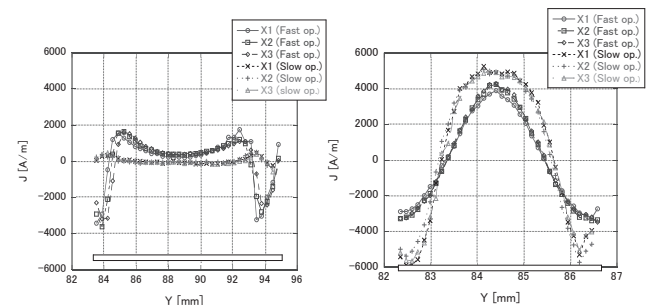 X1 (Fast op.)
X2 (Fast op.)
X3 (Fast op.)
X1 (Slow op.)
X2 (Slow op.)
X3 (slow op.)
6000
4000
2000
0
−2000
−4000
−6000
J [A/m]
82 84 86 88 90 92 94 96
Y [mm]
X1 (Fast op.)
X2 (Fast op.)
X3 (Fast op.)
X1 (Slow op.)
X2 (Slow op.)
X3 (Slow op.)
6000
4000
2000
0
−2000
−4000
−6000
J [A/m]
82 83 84 85 86 87
Y [mm]